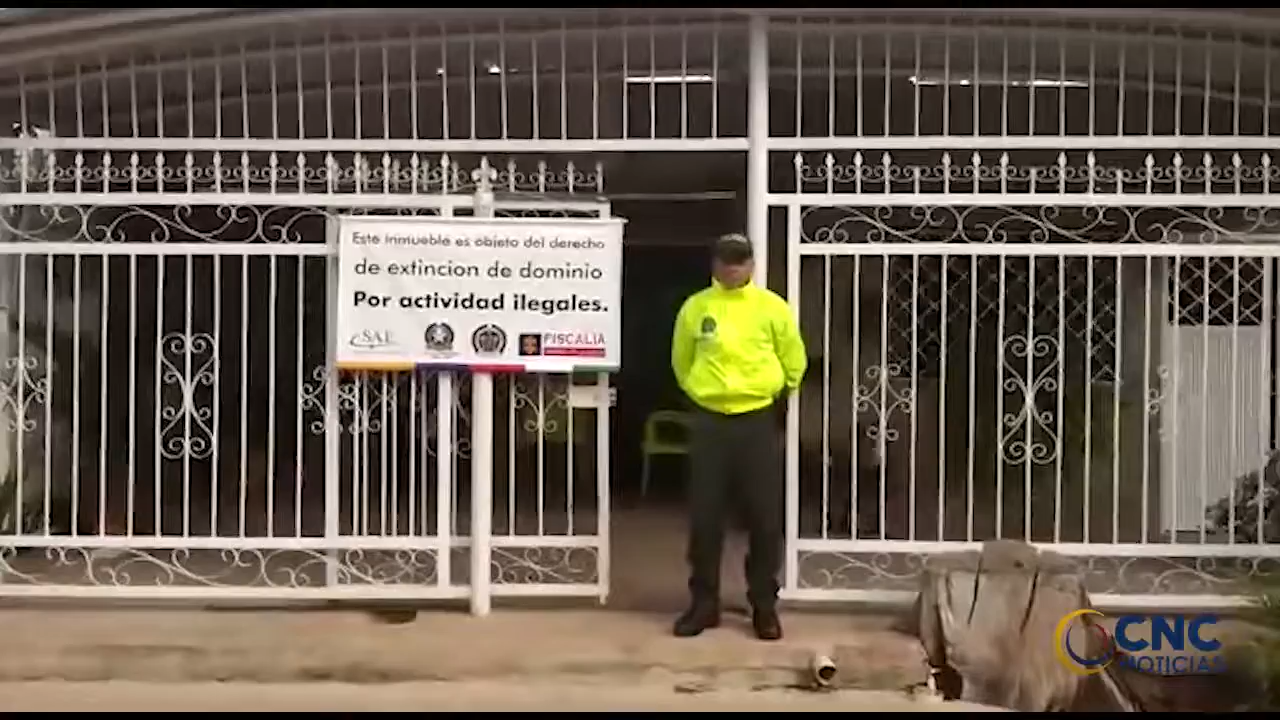 Este inmueble es objeto del derecho
de extincion de dominio
Por actividad ilegales.
SAE
FISCALIA
CNC
NOTICIAS